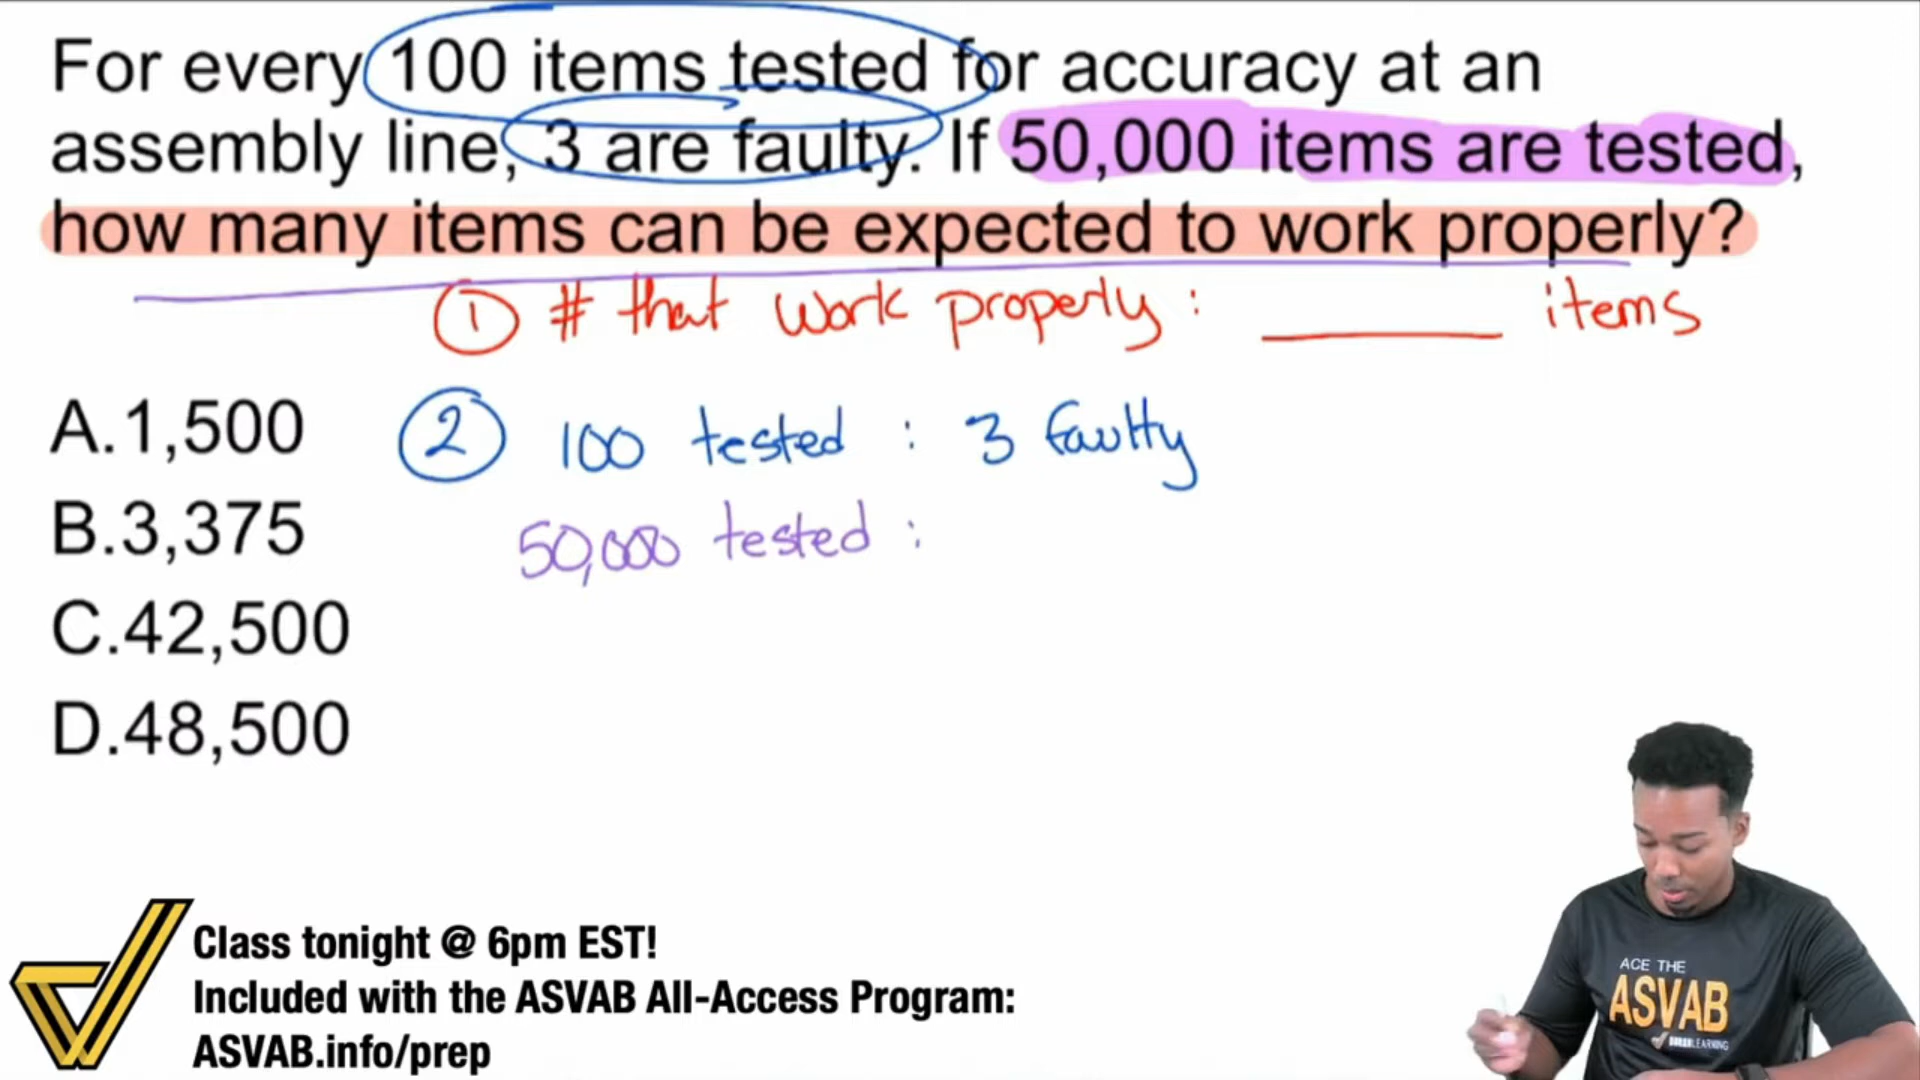 For every 100 items tested for accuracy at an
assembly line, 3 are faulty. If 50,000 items are tested,
how many items can be expected to work properly?
① # that work properly : ______ items
A.1,500
② 100 tested : 3 faulty
B.3,375
50,000 tested :
C.42,500
D.48,500
Class tonight @ 6pm EST!
Included with the ASVAB All-Access Program:
ASVAB.info/prep
ACE THE
ASVAB
LEARNING